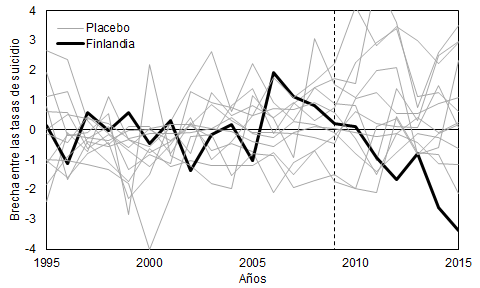 4
3
2
1
0
-1
-2
-3
-4
Brecha entre las tasas de suicidio
Placebo
Finlandia
1995 2000 2005 2010 2015
Años